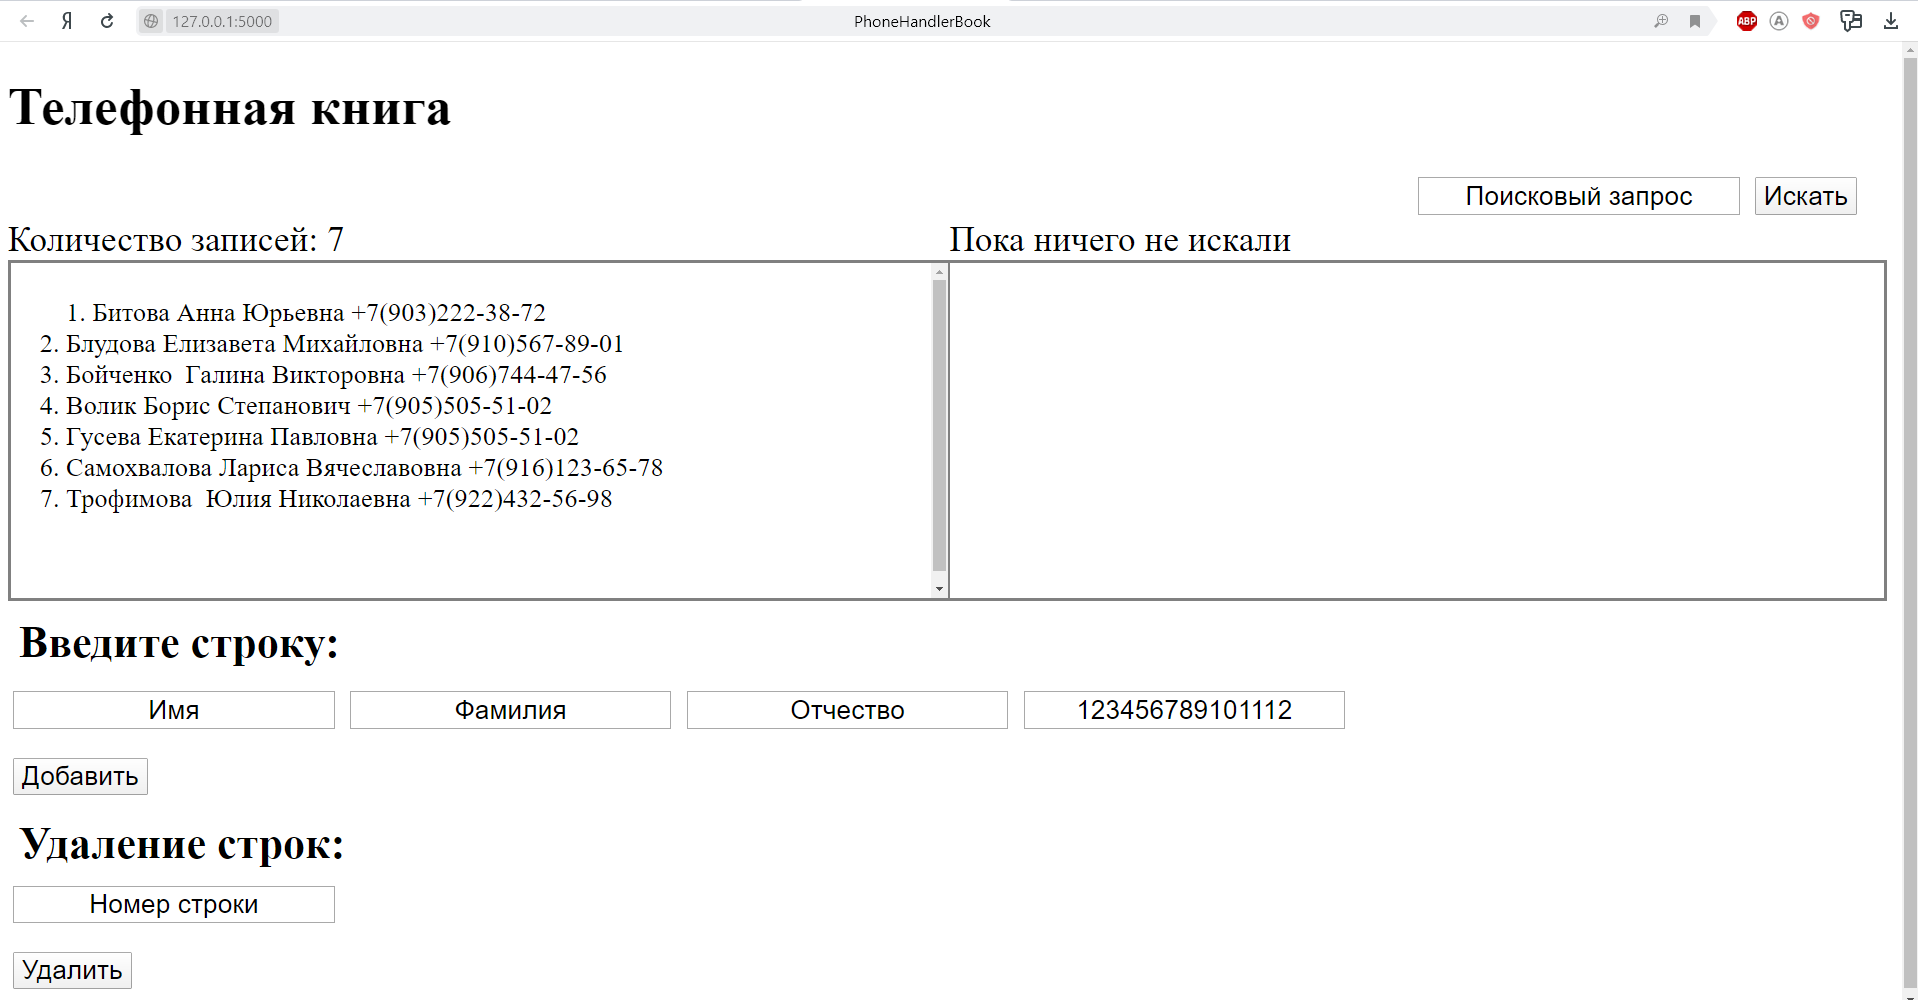 Я 127.0.0.1:5000 PhoneHandlerBook ABP A
Телефонная книга
Поисковый запрос Искать
Количество записей: 7 Пока ничего не искали
1. Битова Анна Юрьевна +7(903)222-38-72
2. Блудова Елизавета Михайловна +7(910)567-89-01
3. Бойченко  Галина Викторовна +7(906)744-47-56
4. Волик Борис Степанович +7(905)505-51-02
5. Гусева Екатерина Павловна +7(905)505-51-02
6. Самохвалова Лариса Вячеславовна +7(916)123-65-78
7. Трофимова  Юлия Николаевна +7(922)432-56-98
Введите строку:
Имя Фамилия Отчество 123456789101112
Добавить
Удаление строк:
Номер строки
Удалить